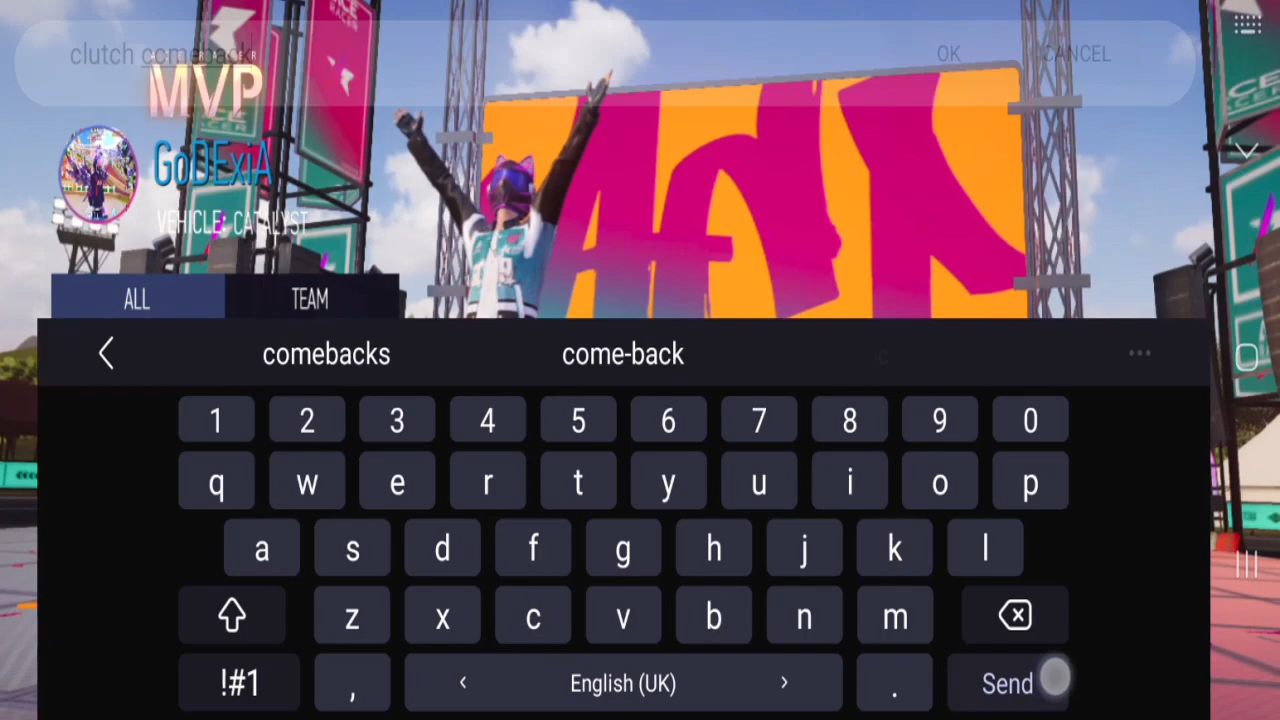 clutch comeback
OK
CANCEL
MVP
GoDExiA
VEHICLE: CATALYST
ALL
TEAM
comebacks
come-back
c
1 2 3 4 5 6 7 8 9 0
q w e r t y u i o p
a s d f g h j k l
z x c v b n m
!#1
,
English (UK)
.
Send